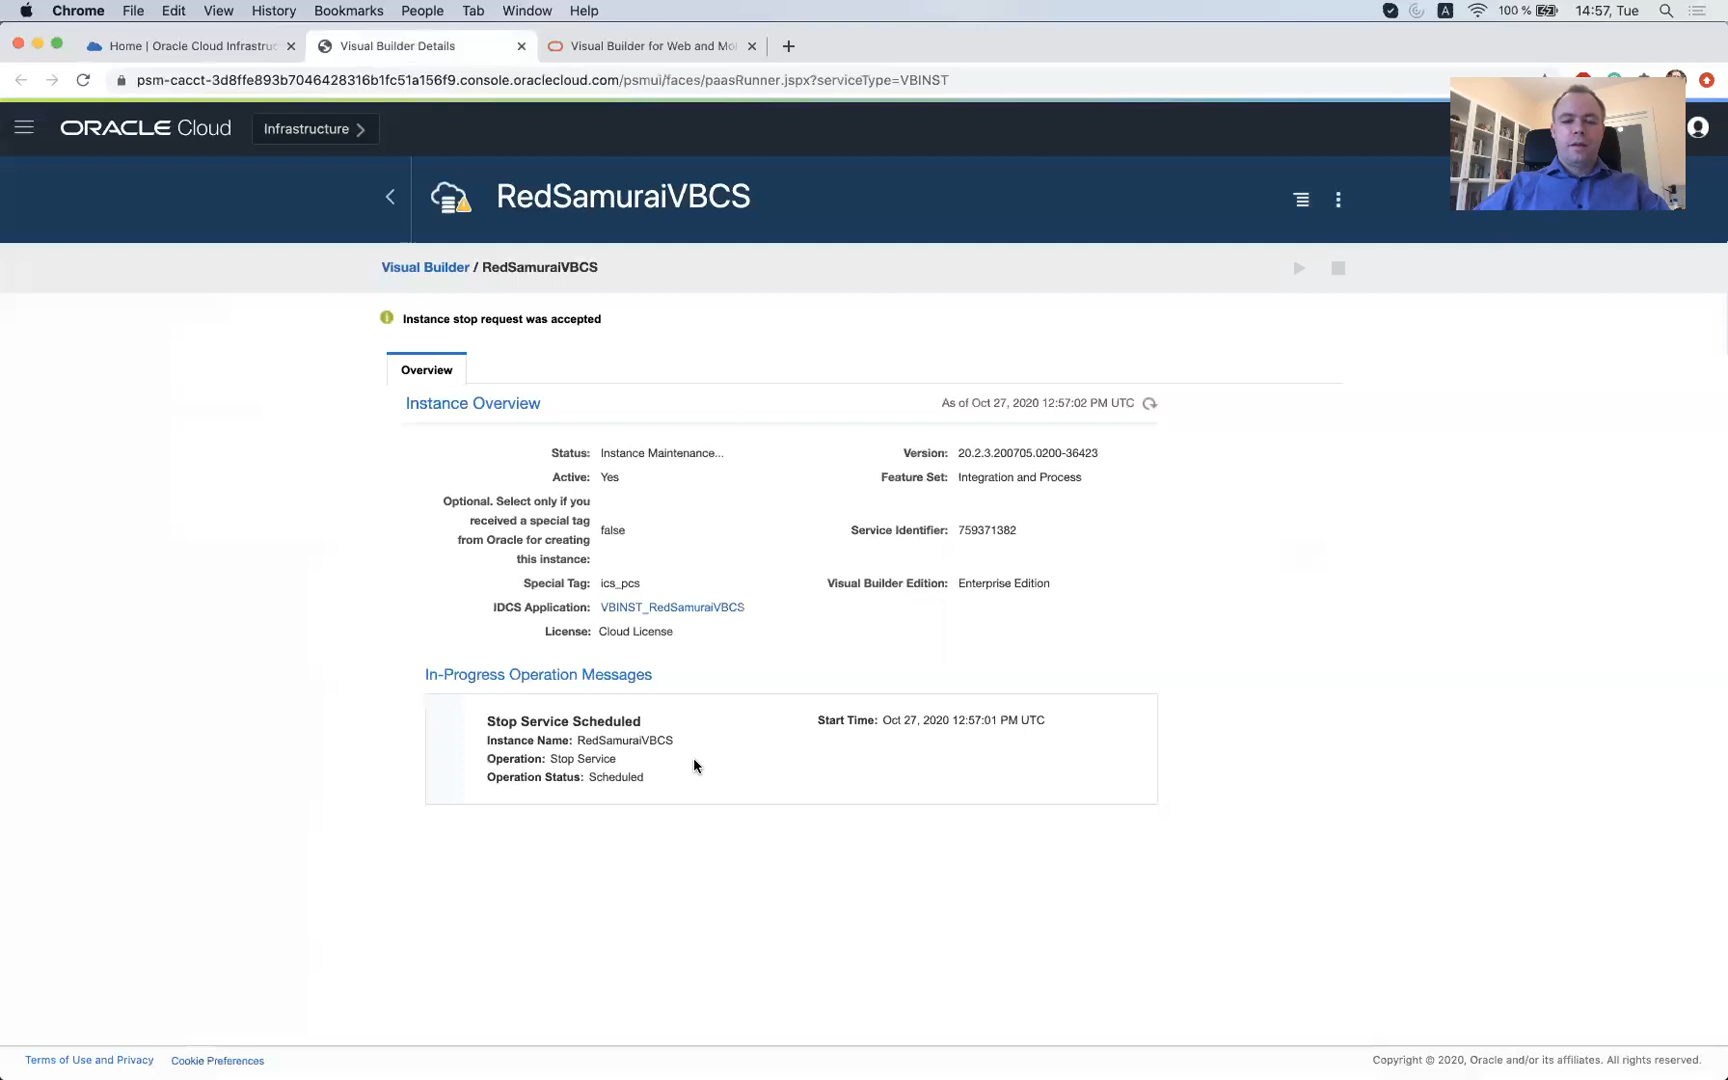 Chrome File Edit View History Bookmarks People Tab Window Help
A 100 % 14:57, Tue
Home | Oracle Cloud Infrastruc
Visual Builder Details
Visual Builder for Web and Mo
psm-cacct-3d8ffe893b7046428316b1fc51a156f9.console.oraclecloud.com/psmui/faces/paasRunner.jspx?serviceType=VBINST
ORACLE Cloud
Infrastructure
RedSamuraiVBCS
Visual Builder / RedSamuraiVBCS
Instance stop request was accepted
Overview
Instance Overview
As of Oct 27, 2020 12:57:02 PM UTC
Status: Instance Maintenance...
Version: 20.2.3.200705.0200-36423
Active: Yes
Feature Set: Integration and Process
Optional. Select only if you
received a special tag
from Oracle for creating
this instance:
false
Service Identifier: 759371382
Special Tag: ics_pcs
Visual Builder Edition: Enterprise Edition
IDCS Application: VBINST_RedSamuraiVBCS
License: Cloud License
In-Progress Operation Messages
Stop Service Scheduled
Start Time: Oct 27, 2020 12:57:01 PM UTC
Instance Name: RedSamuraiVBCS
Operation: Stop Service
Operation Status: Scheduled
Terms of Use and Privacy
Cookie Preferences
Copyright © 2020, Oracle and/or its affiliates. All rights reserved.